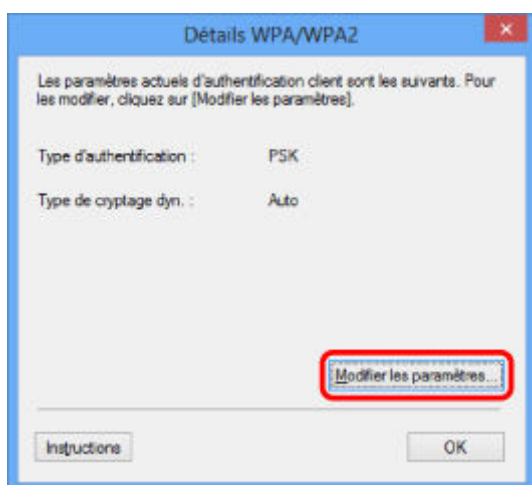 Détails WPA/WPA2
Les paramètres actuels d'authentification client sont les suivants. Pour
les modifier, cliquez sur [Modifier les paramètres].
Type d'authentification : PSK
Type de cryptage dyn. : Auto
Modifier les paramètres...
Instructions OK